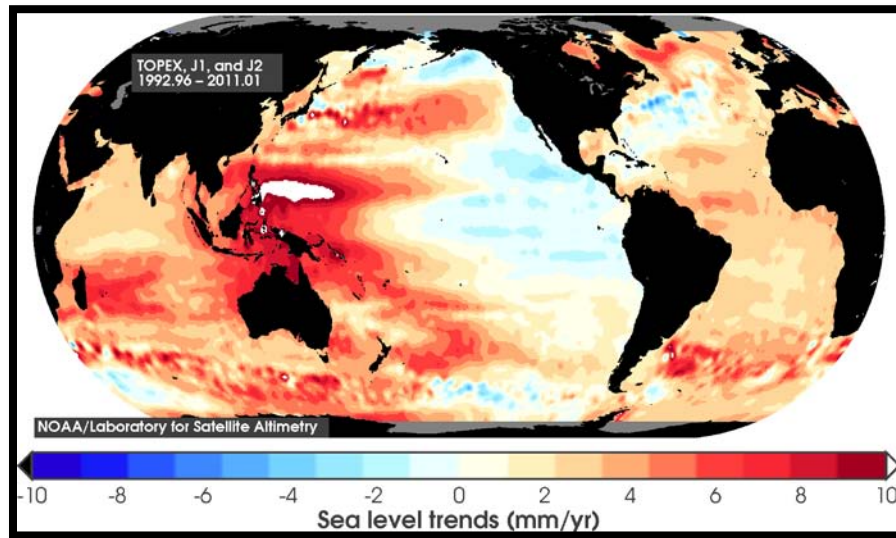 TOPEX, J1, and J2
1992.96 – 2011.01
NOAA/Laboratory for Satellite Altimetry
-10 -8 -6 -4 -2 0 2 4 6 8 10
Sea level trends (mm/yr)